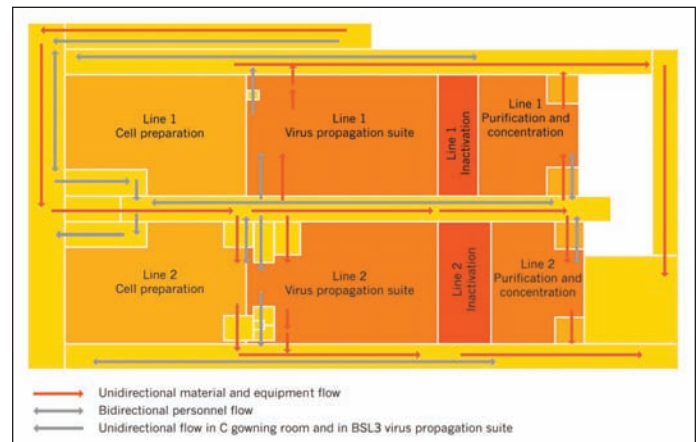 Line 1
Cell preparation
Line 1
Virus propagation suite
Line 1
Inactivation
Line 1
Purification and
concentration
Line 2
Cell preparation
Line 2
Virus propagation suite
Line 2
Inactivation
Line 2
Purification and
concentration
Unidirectional material and equipment flow
Bidirectional personnel flow
Unidirectional flow in C gowning room and in BSL3 virus propagation suite